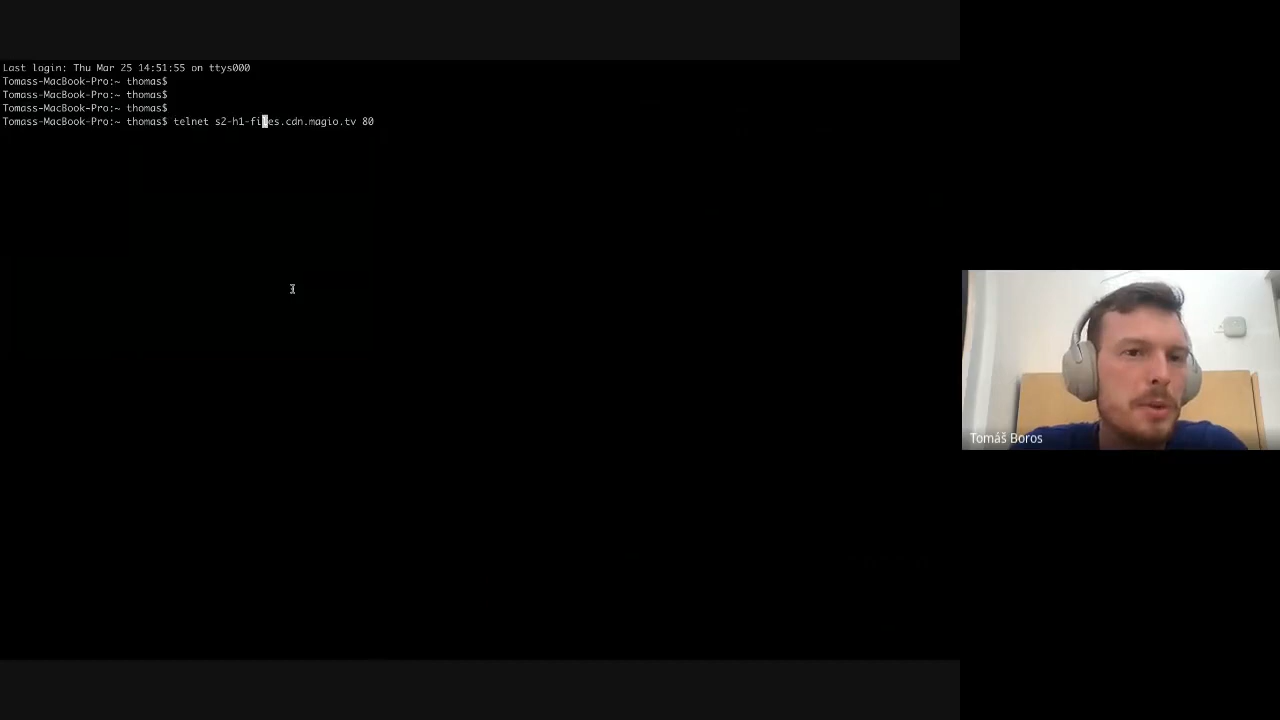 Last login: Thu Mar 25 14:51:55 on ttys000
Tomass-MacBook-Pro:~ thomas$
Tomass-MacBook-Pro:~ thomas$
Tomass-MacBook-Pro:~ thomas$
Tomass-MacBook-Pro:~ thomas$ telnet s2-h1-files.cdn.magio.tv 80
Tomáš Boros